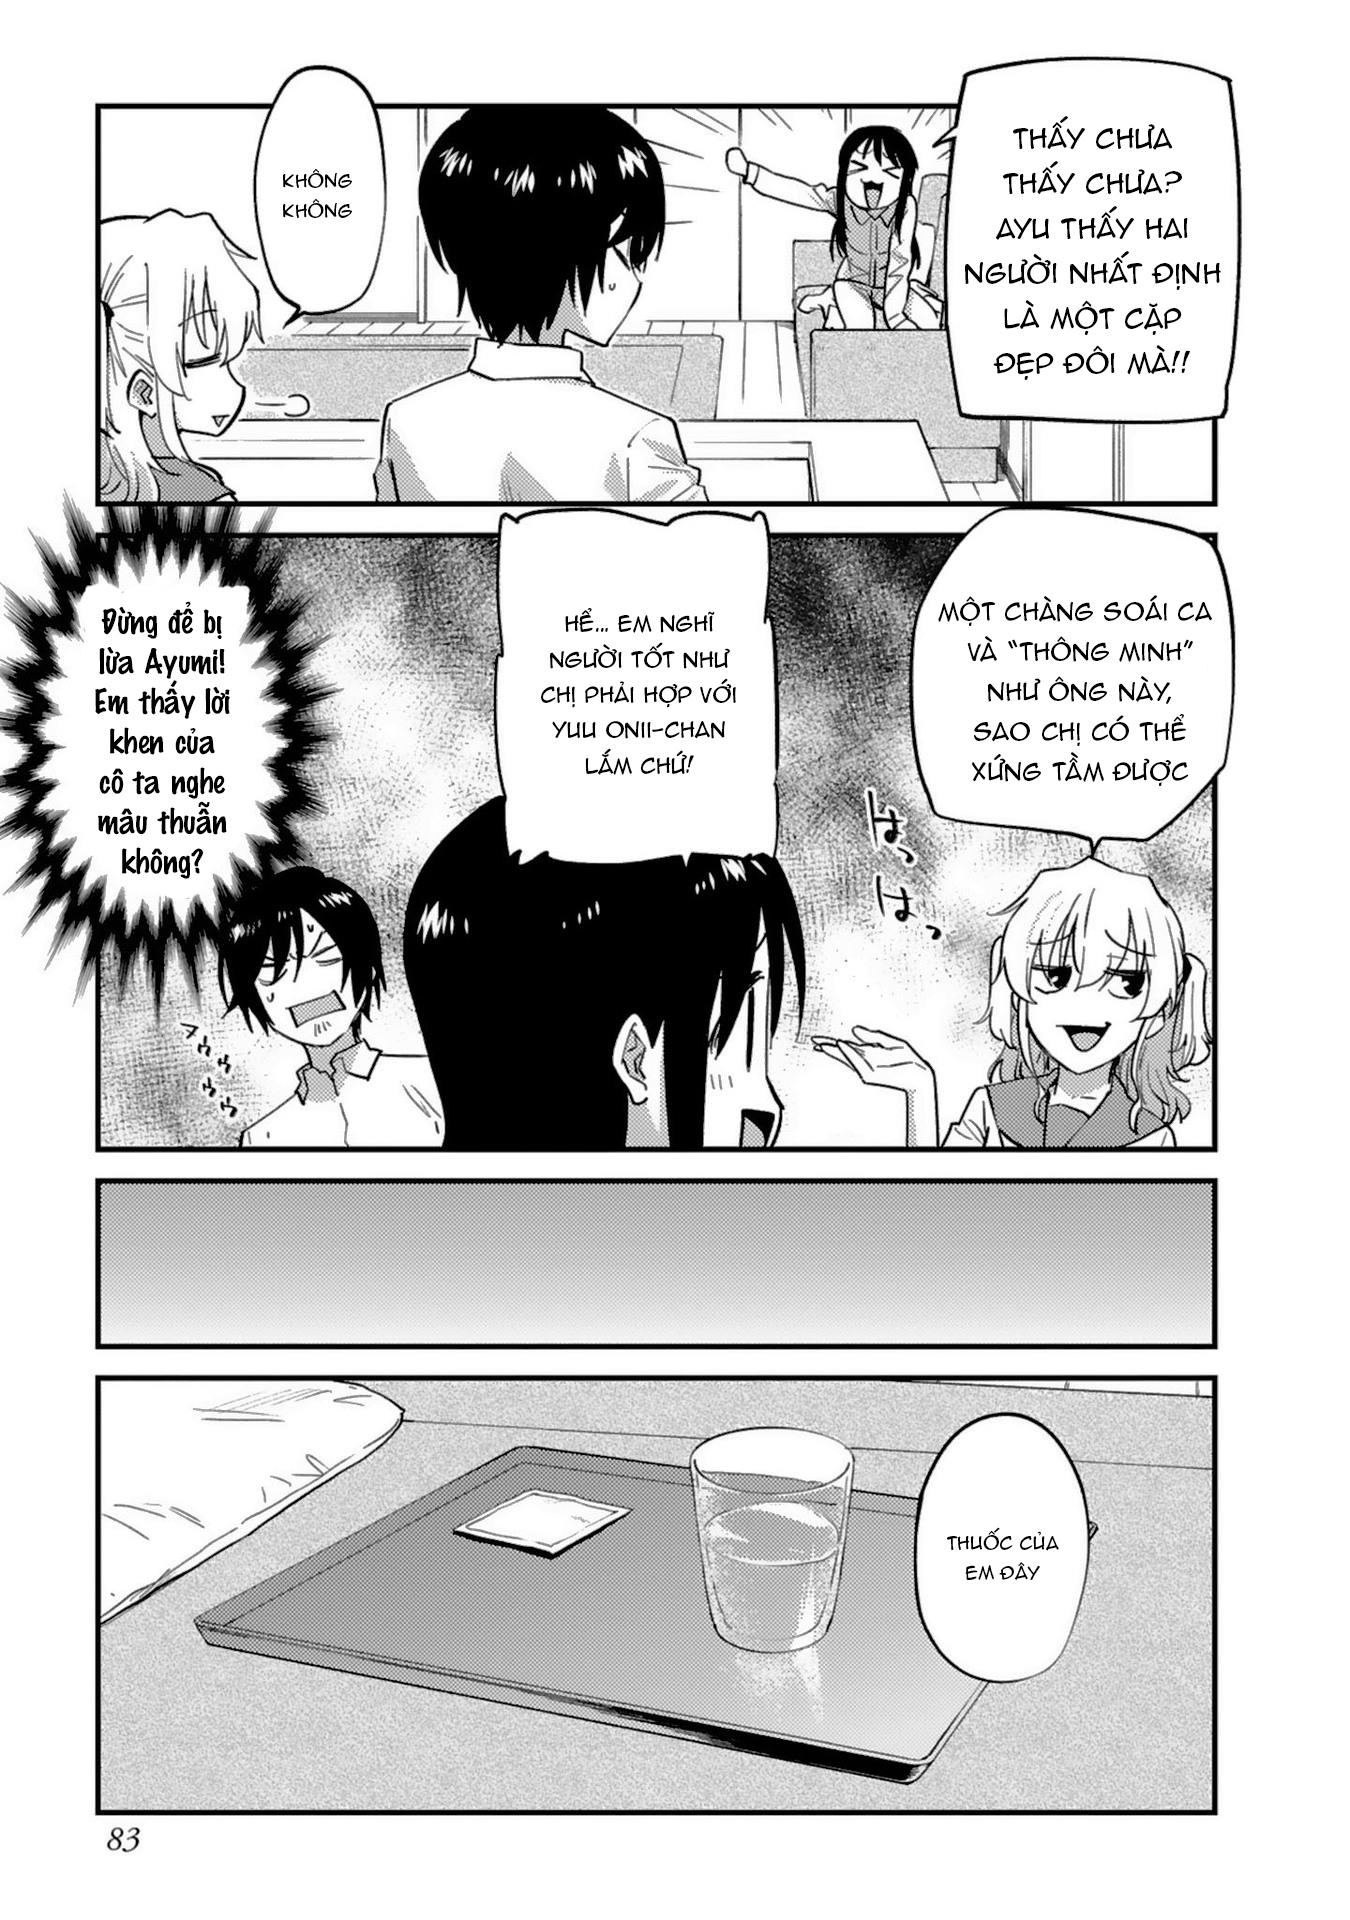 THẤY CHƯA
THẤY CHƯA?
AYU THẤY HAI
NGƯỜI NHẤT ĐỊNH
LÀ MỘT CẶP
ĐẸP ĐÔI MÀ!!
KHÔNG
KHÔNG
MỘT CHÀNG SOÁI CA
VÀ “THÔNG MINH”
NHƯ ÔNG NÀY,
SAO CHỊ CÓ THỂ
XỨNG TẦM ĐƯỢC
はっ
はっ
HỂ... EM NGHĨ
NGƯỜI TỐT NHƯ
CHỊ PHẢI HỢP VỚI
YUU ONII-CHAN
LẮM CHỨ!
Đừng để bị
lừa Ayumi!
Em thấy lời
khen của
cô ta nghe
mâu thuẫn
không?
THUỐC CỦA
EM ĐÂY
83